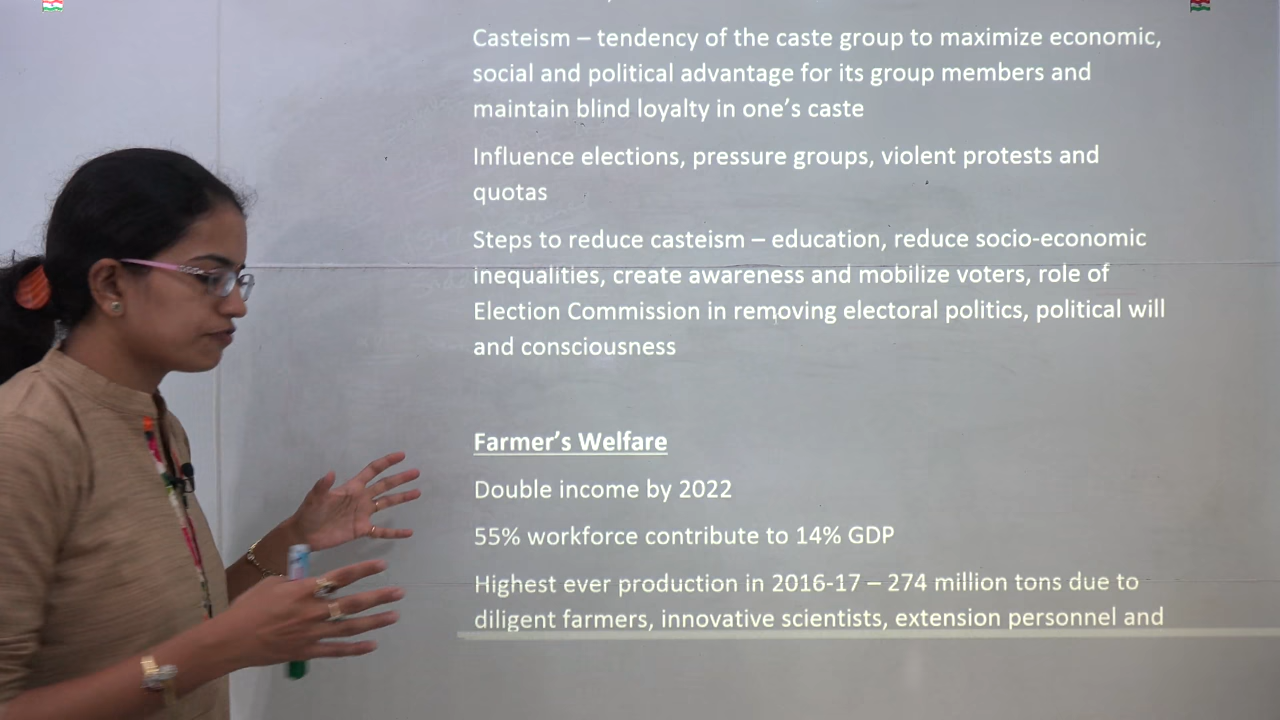 Casteism – tendency of the caste group to maximize economic,
social and political advantage for its group members and
maintain blind loyalty in one’s caste
Influence elections, pressure groups, violent protests and
quotas
Steps to reduce casteism – education, reduce socio-economic
inequalities, create awareness and mobilize voters, role of
Election Commission in removing electoral politics, political will
and consciousness
Farmer’s Welfare
Double income by 2022
55% workforce contribute to 14% GDP
Highest ever production in 2016-17 – 274 million tons due to
diligent farmers, innovative scientists, extension personnel and